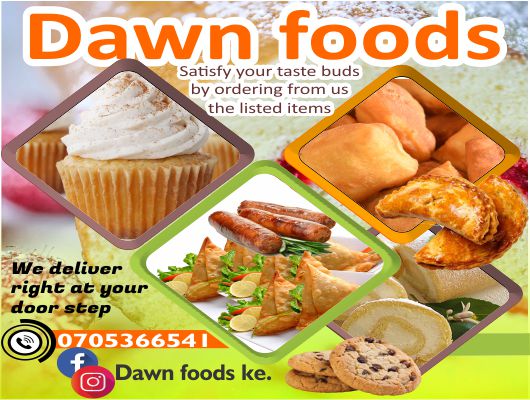 Dawn foods
Satisfy your taste buds
by ordering from us
the listed items
We deliver
right at your
door step
0705366541
Dawn foods ke.